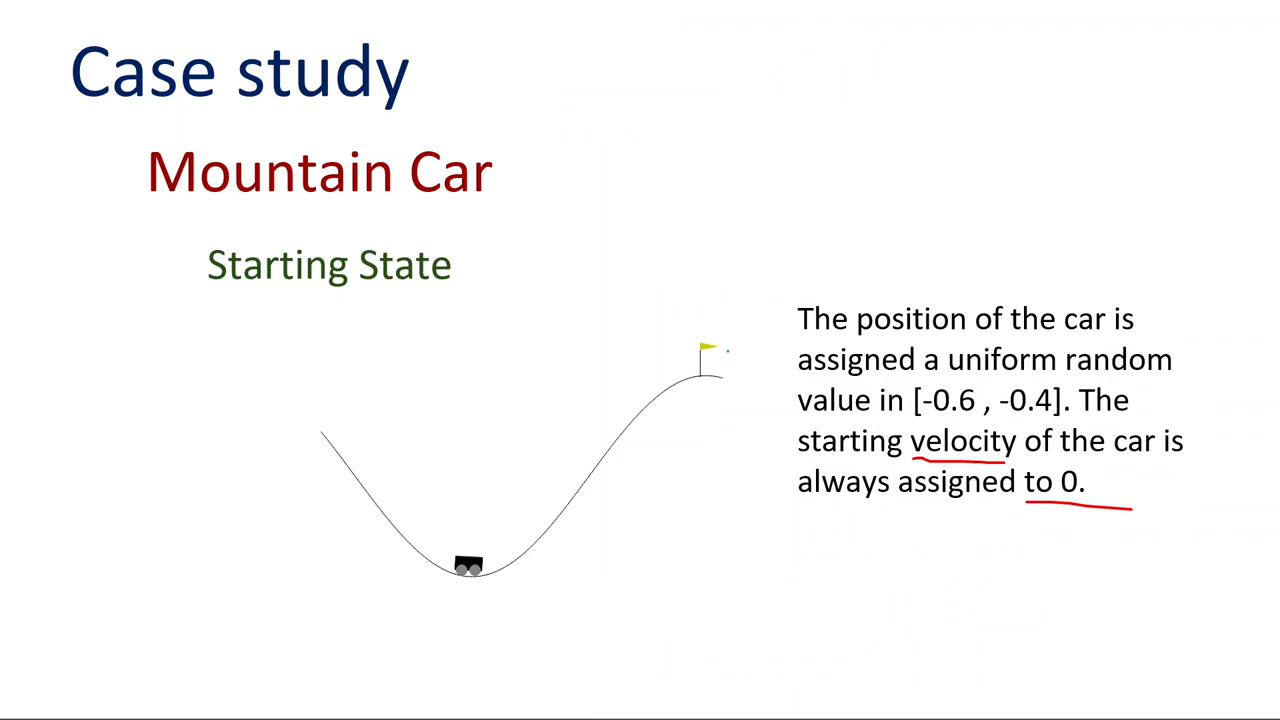 Case study
Mountain Car
Starting State
The position of the car is
assigned a uniform random
value in [-0.6 , -0.4]. The
starting velocity of the car is
always assigned to 0.